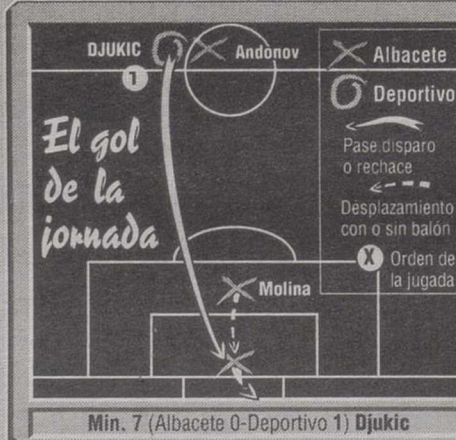 DJUKIC
1
Andonov
El gol
de la
jornada
Molina
X Albacete
Deportivo
Pase disparo
o rechace
Desplazamiento
con o sin balón
X Orden de
la jugada
Min. 7 (Albacete 0-Deportivo 1) Djukic